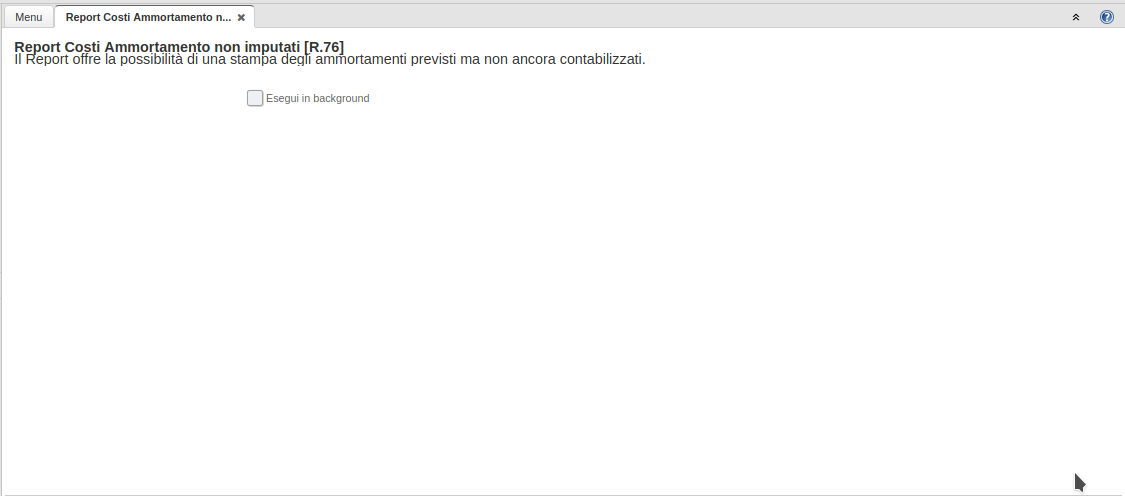 Menu
Report Costi Ammortamento n...
Report Costi Ammortamento non imputati [R.76]
Il Report offre la possibilità di una stampa degli ammortamenti previsti ma non ancora contabilizzati.
Esegui in background